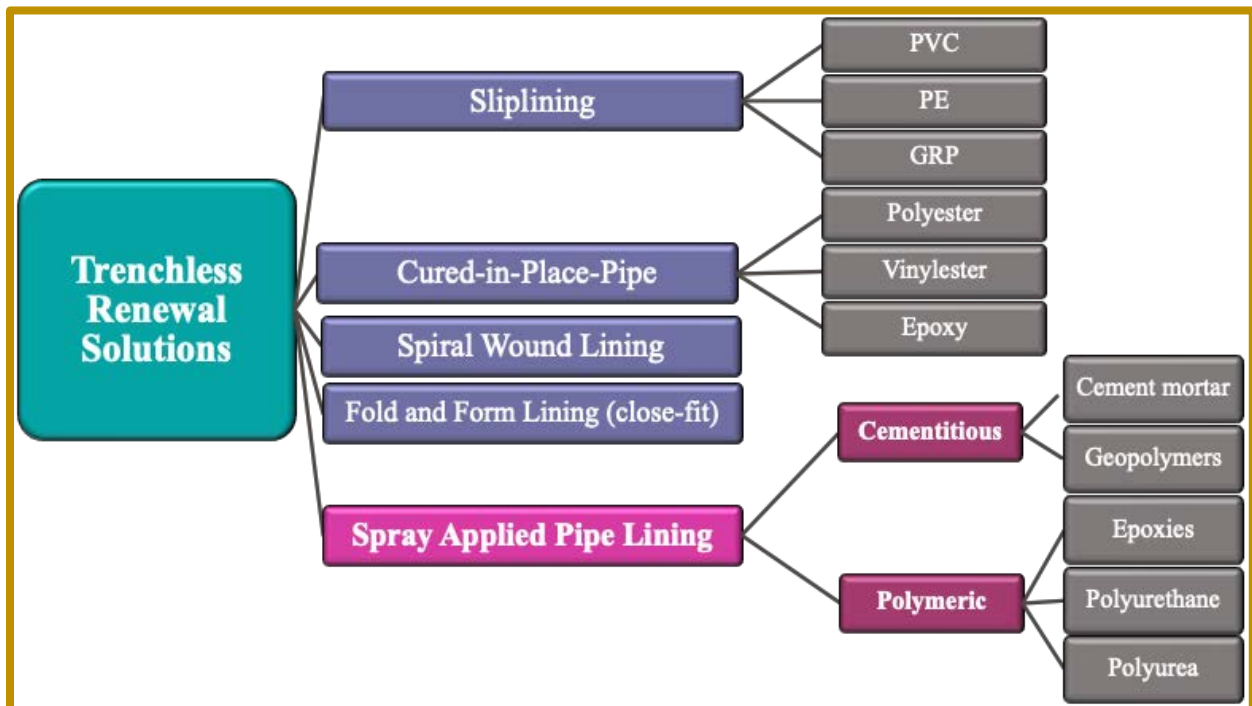 Trenchless
Renewal
Solutions
Sliplining
PVC
PE
GRP
Cured-in-Place-Pipe
Polyester
Vinylester
Epoxy
Spiral Wound Lining
Fold and Form Lining (close-fit)
Spray Applied Pipe Lining
Cementitious
Cement mortar
Geopolymers
Polymeric
Epoxies
Polyurethane
Polyurea